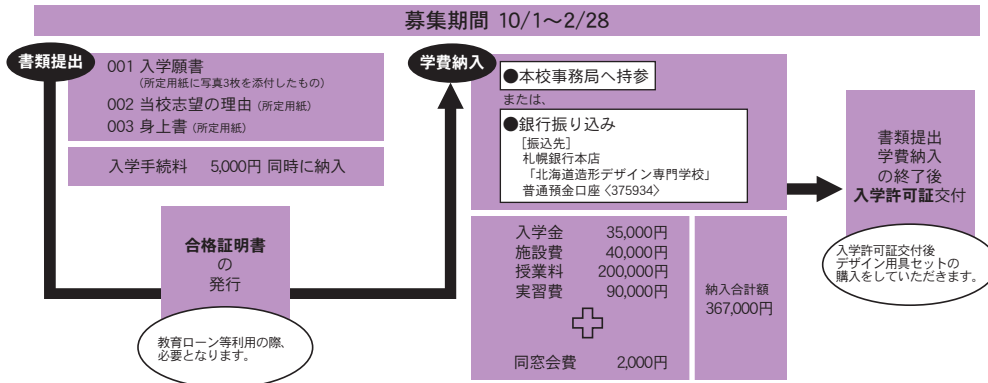 募集期間 10/1〜2/28
書類提出
001 入学願書
(所定用紙に写真3枚を添付したもの)
002 当校志望の理由 (所定用紙)
003 身上書 (所定用紙)
入学手続料 5,000円 同時に納入
合格証明書
の
発行
教育ローン等利用の際、
必要となります。
学費納入
●本校事務局へ持参
または、
●銀行振り込み
[振込先]
札幌銀行本店
「北海道造形デザイン専門学校」
普通預金口座〈375934〉
入学金 35,000円
施設費 40,000円
授業料 200,000円
実習費 90,000円
同窓会費 2,000円
納入合計額
367,000円
書類提出
学費納入
の終了後
入学許可証交付
入学許可証交付後
デザイン用具セットの
購入をしていただきます。